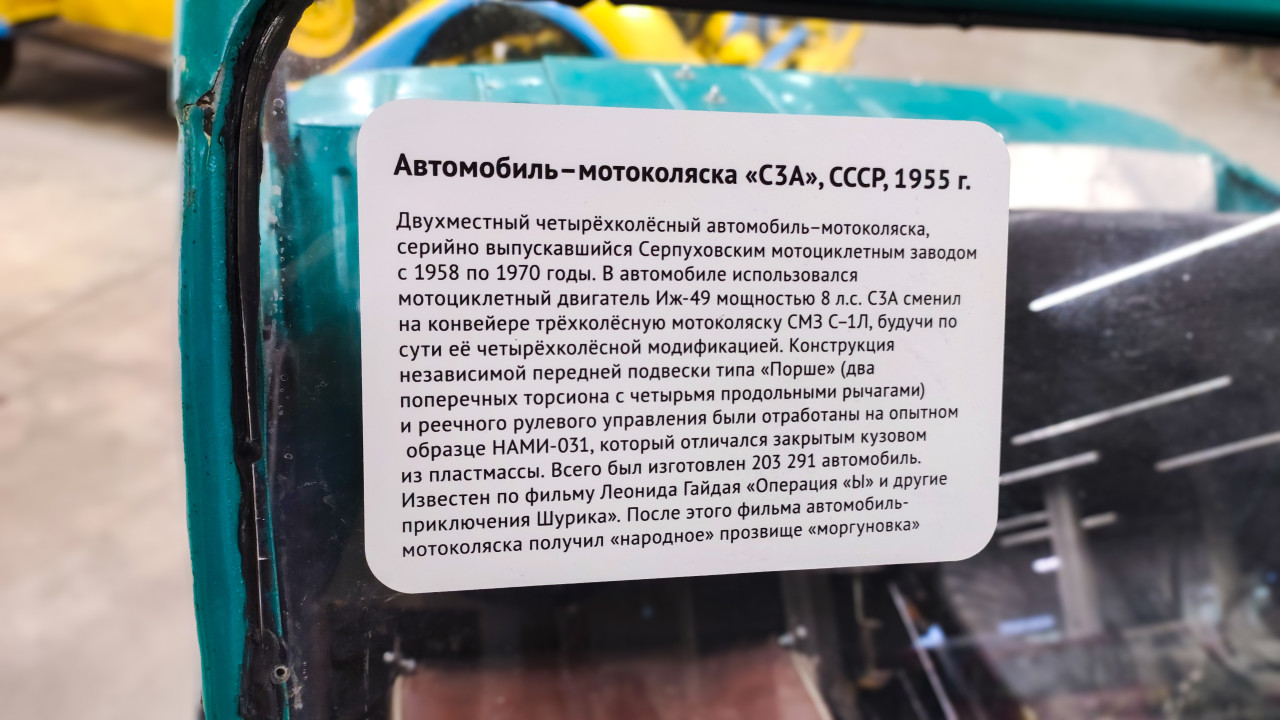 Автомобиль–мотоколяска «С3А», СССР, 1955 г.
Двухместный четырёхколёсный автомобиль–мотоколяска,
серийно выпускавшийся Серпуховским мотоциклетным заводом
с 1958 по 1970 годы. В автомобиле использовался
мотоциклетный двигатель Иж-49 мощностью 8 л.с. С3А сменил
на конвейере трёхколёсную мотоколяску СМЗ С–1Л, будучи по
сути её четырёхколёсной модификацией. Конструкция
независимой передней подвески типа «Порше» (два
поперечных торсиона с четырьмя продольными рычагами)
и реечного рулевого управления были отработаны на опытном
образце НАМИ-031, который отличался закрытым кузовом
из пластмассы. Всего был изготовлен 203 291 автомобиль.
Известен по фильму Леонида Гайдая «Операция «Ы» и другие
приключения Шурика». После этого фильма автомобиль-
мотоколяска получил «народное» прозвище «моргуновка»